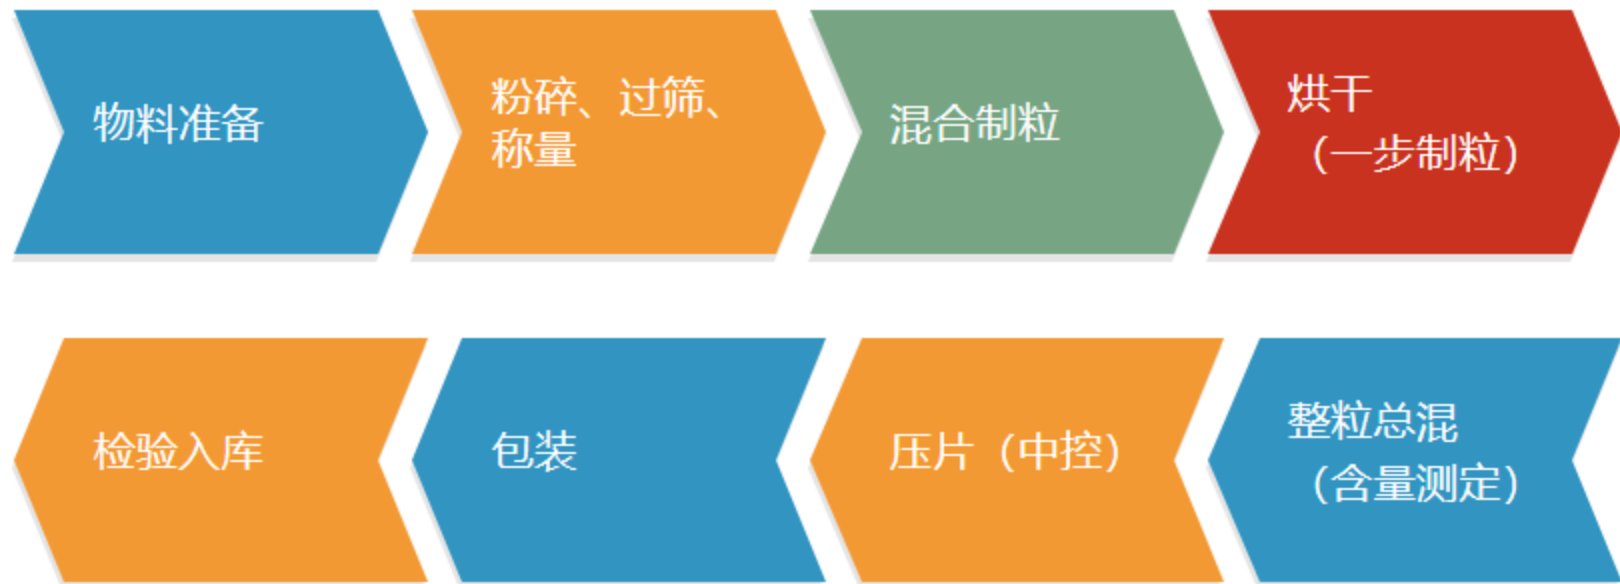 物料准备
粉碎、过筛、
称量
混合制粒
烘干
（一步制粒）
整粒总混
（含量测定）
压片（中控）
包装
检验入库